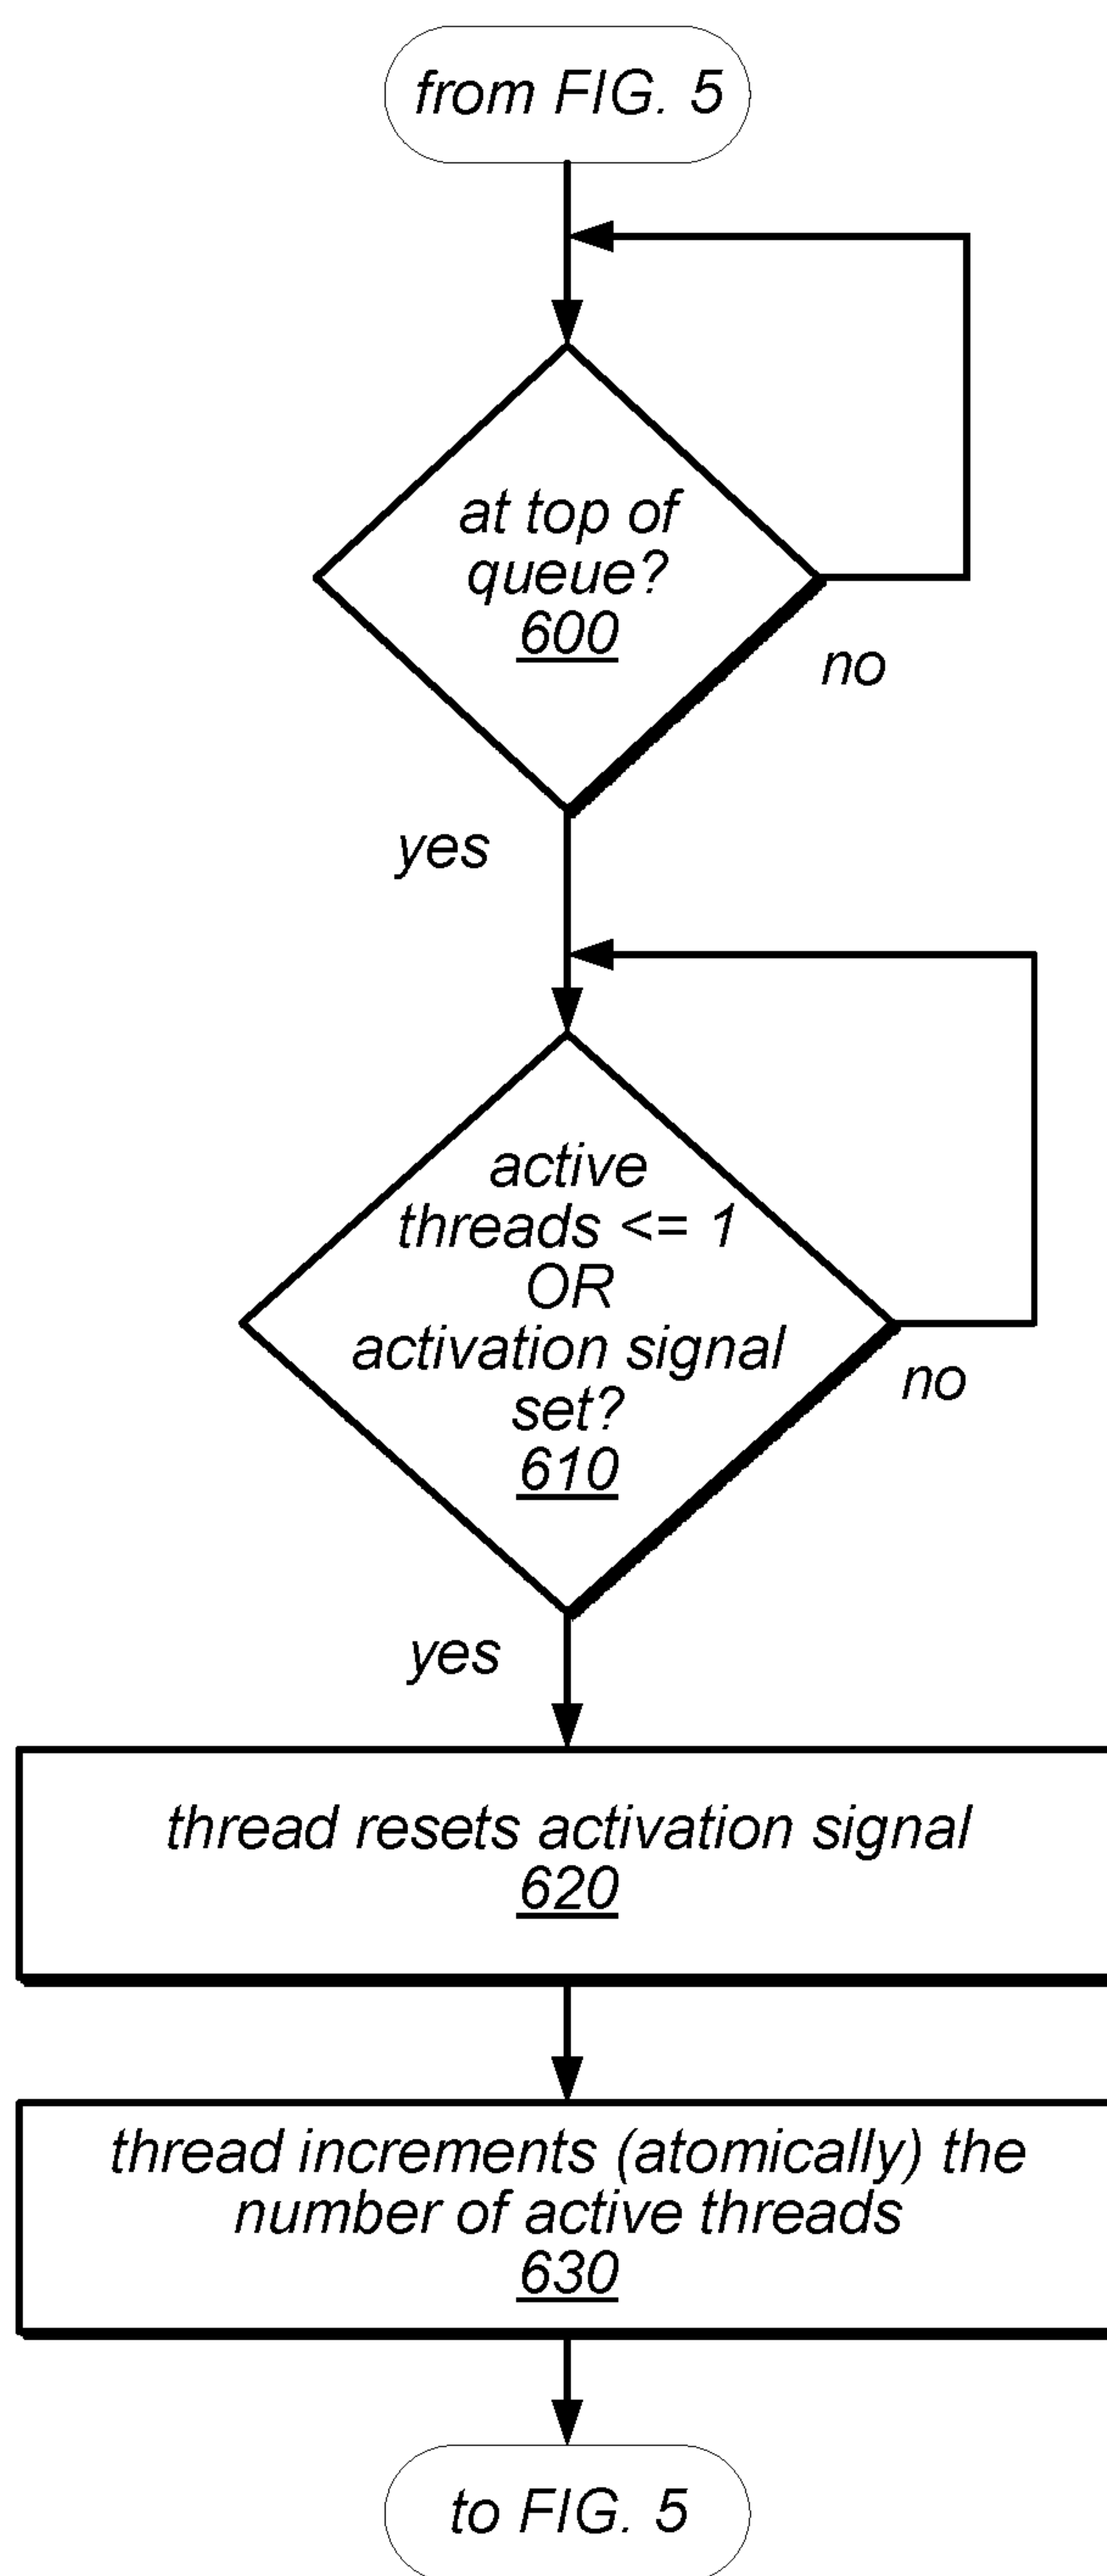 from FIG. 5
at top of
queue?
600
no
yes
active
threads <= 1
OR
activation signal
set?
610
no
yes
thread resets activation signal
620
thread increments (atomically) the
number of active threads
630
to FIG. 5